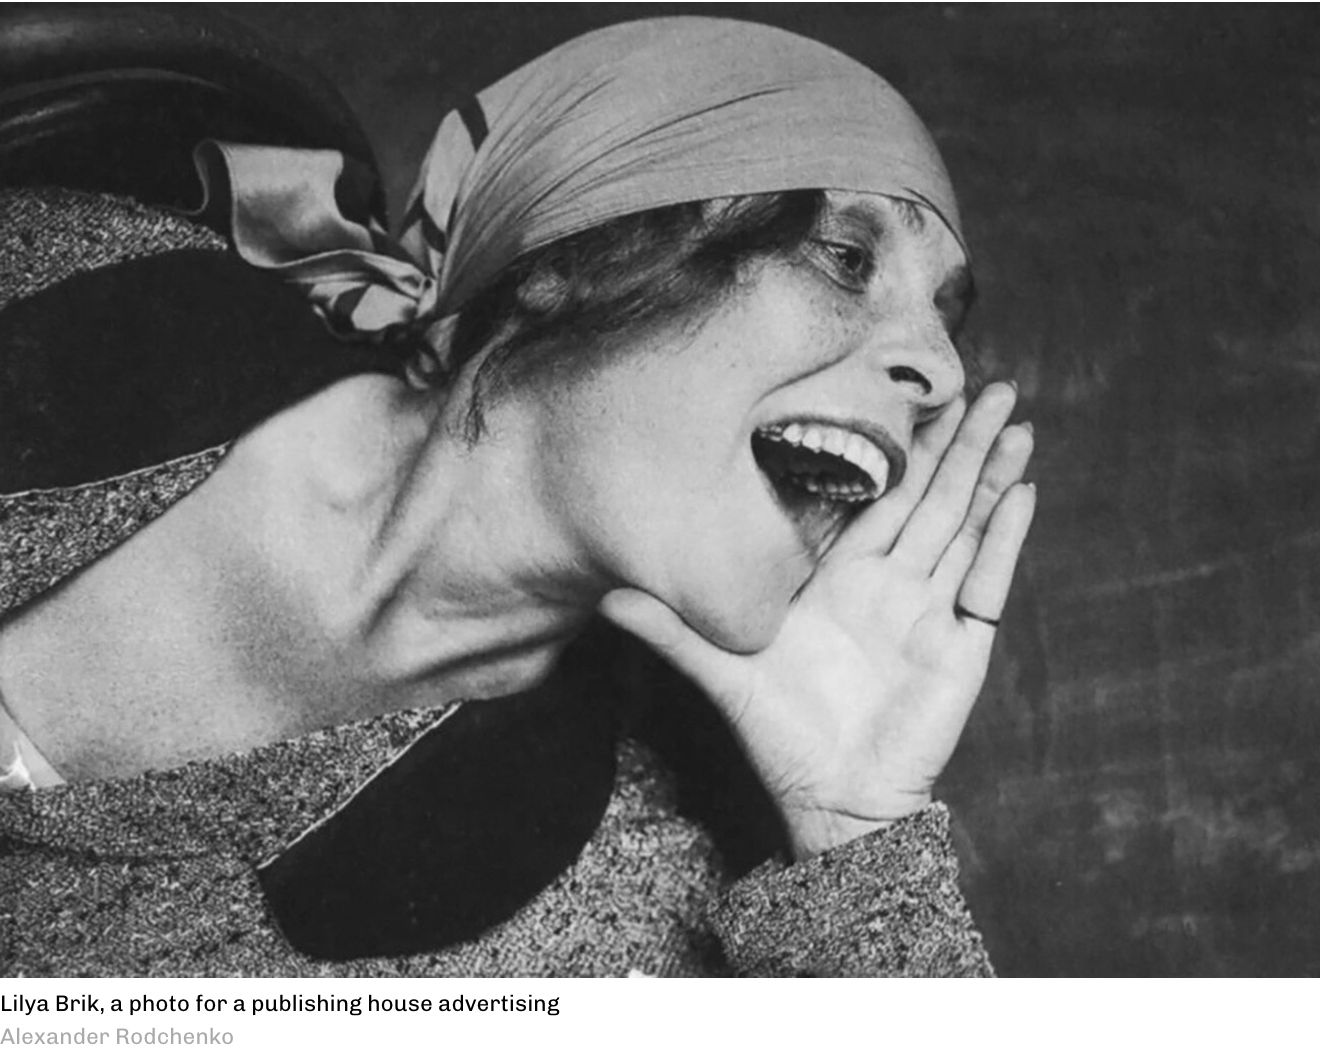 Lilya Brik, a photo for a publishing house advertising
Alexander Rodchenko